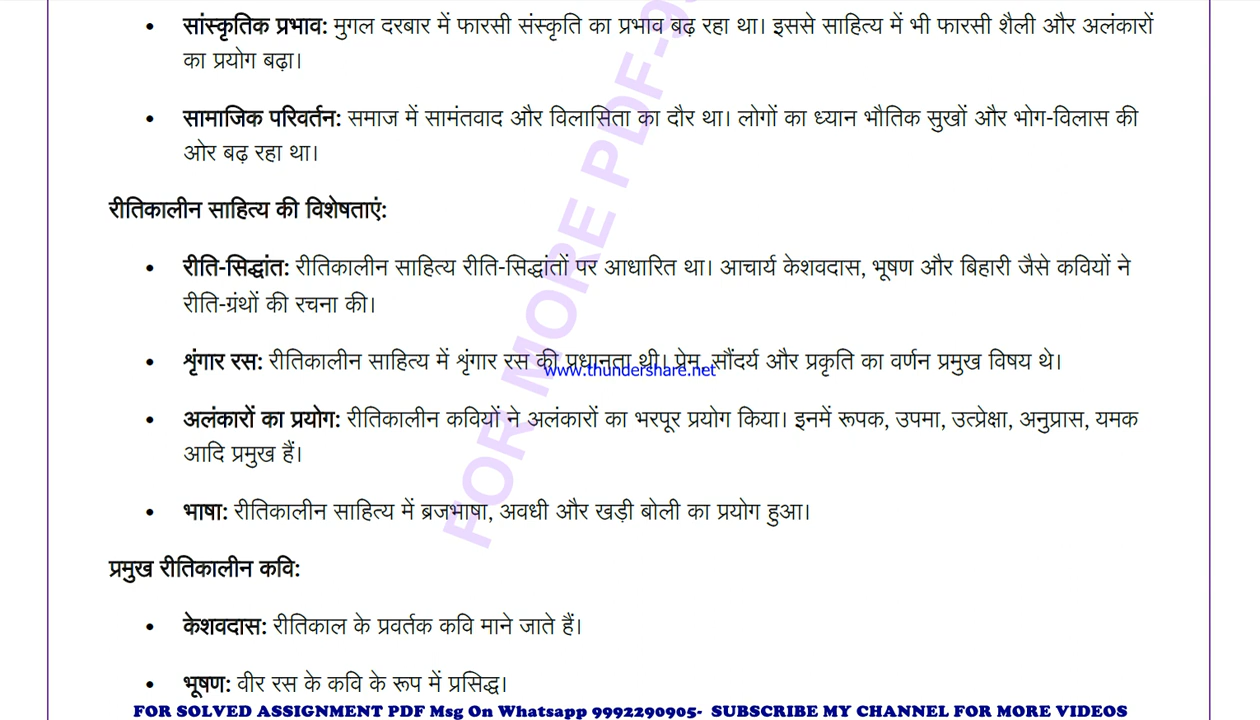 • सांस्कृतिक प्रभाव: मुगल दरबार में फारसी संस्कृति का प्रभाव बढ़ रहा था। इससे साहित्य में भी फारसी शैली और अलंकारों
का प्रयोग बढ़ा।
• सामाजिक परिवर्तन: समाज में सामंतवाद और विलासिता का दौर था। लोगों का ध्यान भौतिक सुखों और भोग-विलास की
ओर बढ़ रहा था।
रीतिकालीन साहित्य की विशेषताएं:
• रीति-सिद्धांत: रीतिकालीन साहित्य रीति-सिद्धांतों पर आधारित था। आचार्य केशवदास, भूषण और बिहारी जैसे कवियों ने
रीति-ग्रंथों की रचना की।
• शृंगार रस: रीतिकालीन साहित्य में शृंगार रस की प्रधानता थी। प्रेम, सौंदर्य और प्रकृति का वर्णन प्रमुख विषय थे।
www.thundershare.net
• अलंकारों का प्रयोग: रीतिकालीन कवियों ने अलंकारों का भरपूर प्रयोग किया। इनमें रूपक, उपमा, उत्प्रेक्षा, अनुप्रास, यमक
आदि प्रमुख हैं।
• भाषा: रीतिकालीन साहित्य में ब्रजभाषा, अवधी और खड़ी बोली का प्रयोग हुआ।
प्रमुख रीतिकालीन कवि:
• केशवदास: रीतिकाल के प्रवर्तक कवि माने जाते हैं।
• भूषण: वीर रस के कवि के रूप में प्रसिद्ध।
FOR MORE PDF-
FOR SOLVED ASSIGNMENT PDF Msg On Whatsapp 9992290905- SUBSCRIBE MY CHANNEL FOR MORE VIDEOS